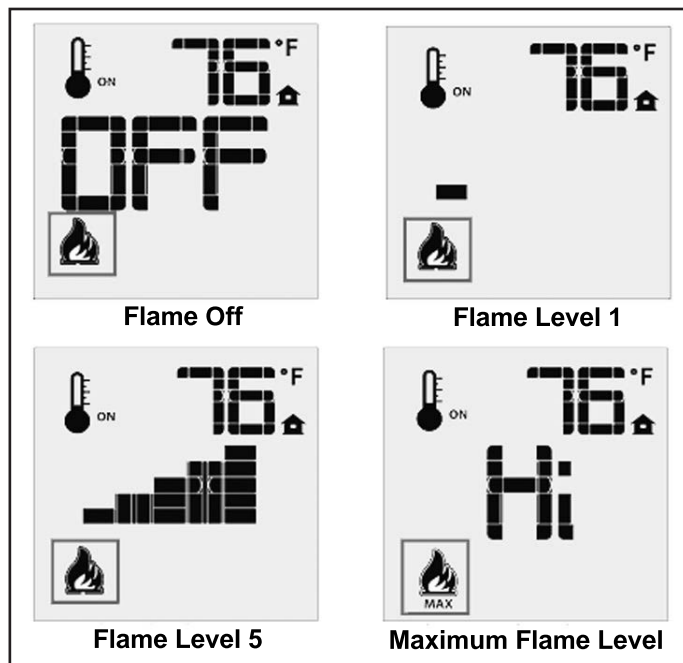 76 °F
ON
OFF
Flame Off
76 °F
ON
Flame Level 1
76 °F
ON
Flame Level 5
76 °F
ON
Hi
MAX
Maximum Flame Level